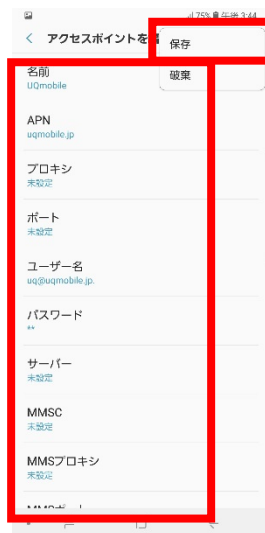 75% 午後 3:44
アクセスポイントを
保存
破棄
名前
UQmobile
APN
uqmobile.jp
プロキシ
未設定
ポート
未設定
ユーザー名
uq@uqmobile.jp.
パスワード
**
サーバー
未設定
MMSC
未設定
MMSプロキシ
未設定